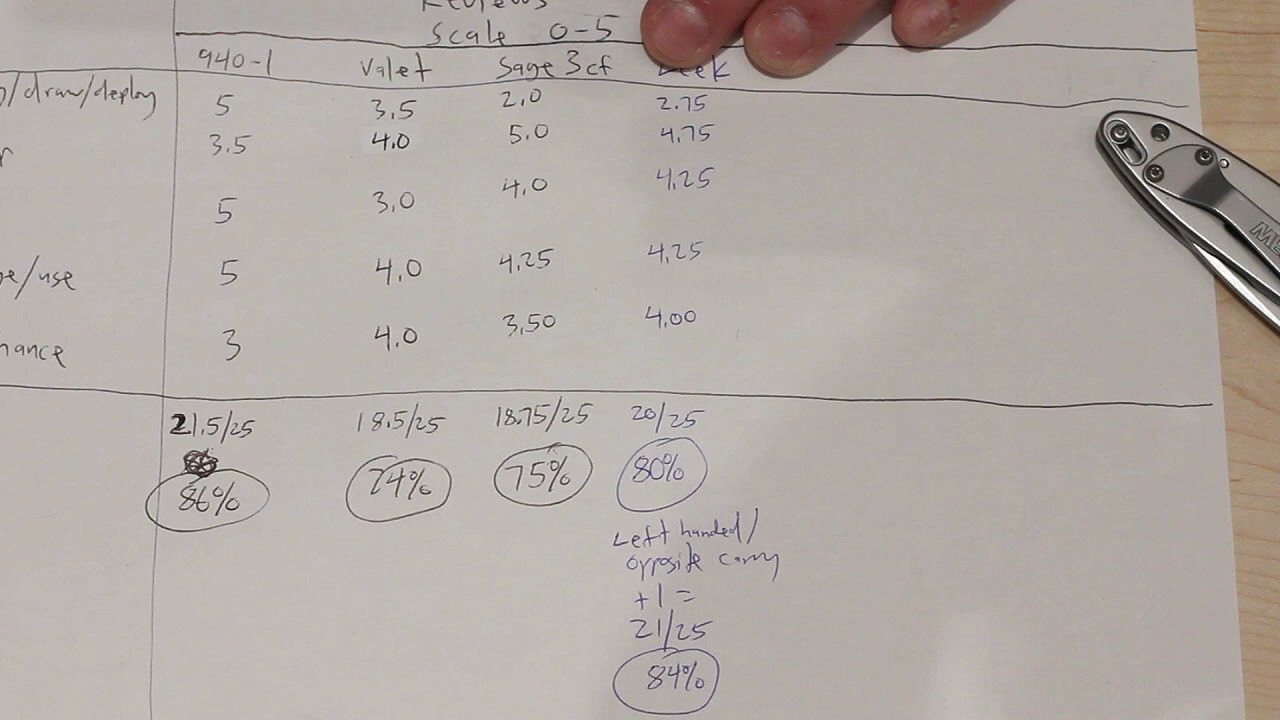 Reviews
Scale 0-5
940-1 Valet Sage 3cf
/draw/deploy 5 3.5 2.0 2.75
r 3.5 4.0 5.0 4.75
5 3.0 4.0 4.25
/use 5 4.0 4.25 4.25
nance 3 4.0 3.50 4.00
21.5/25 18.5/25 18.75/25 20/25
86% 74% 75% 80%
Left handed/
opposite carry
+1 =
21/25
84%